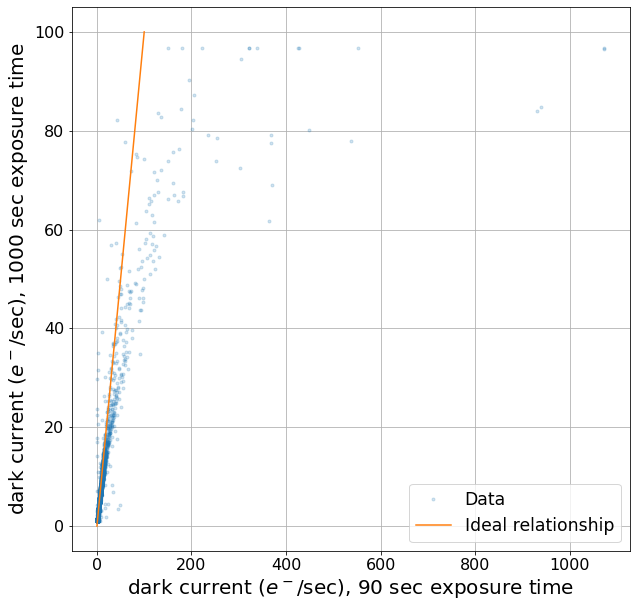 100
80
60
40
20
0
dark current (e⁻/sec), 1000 sec exposure time
Data
Ideal relationship
0 200 400 600 800 1000
dark current (e⁻/sec), 90 sec exposure time